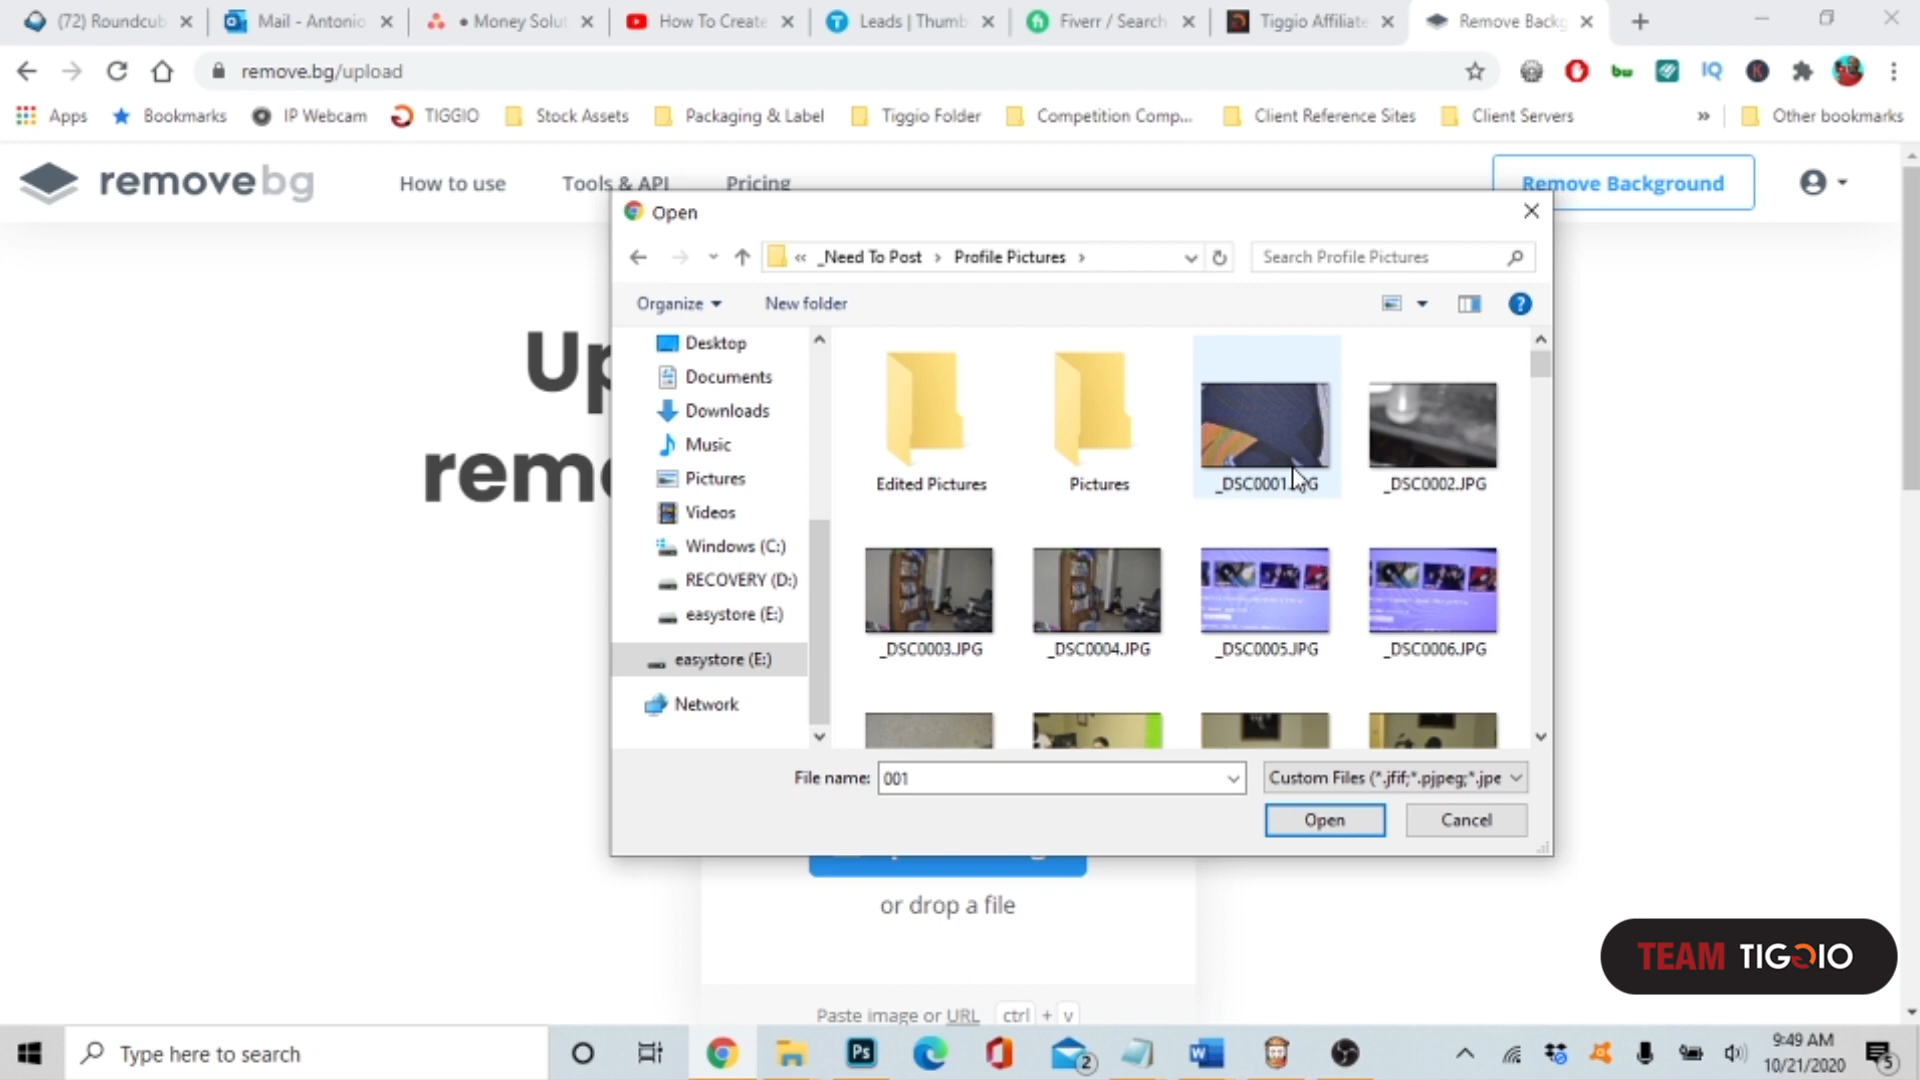 (72) Roundcub
Mail - Antonio
• Money Solut
How To Create
Leads | Thumb
Fiverr / Search
Tiggio Affiliate
Remove Backg
remove.bg/upload
Apps
Bookmarks
IP Webcam
TIGGIO
Stock Assets
Packaging & Label
Tiggio Folder
Competition Comp...
Client Reference Sites
Client Servers
»
Other bookmarks
removebg
How to use
Tools & API
Pricing
Remove Background
Open
« _Need To Post › Profile Pictures ›
Search Profile Pictures
Organize
New folder
Up
remo
Desktop
Documents
Downloads
Music
Pictures
Videos
Windows (C:)
RECOVERY (D:)
easystore (E:)
easystore (E:)
Network
Edited Pictures
Pictures
_DSC0001.JPG
_DSC0002.JPG
_DSC0003.JPG
_DSC0004.JPG
_DSC0005.JPG
_DSC0006.JPG
File name:
001
Custom Files (*.jfif;*.pjpeg;*.jpe
Open
Cancel
or drop a file
Paste image or URL ctrl + v
TEAM TIGGIO
Type here to search
Ps
2
9:49 AM
10/21/2020
5